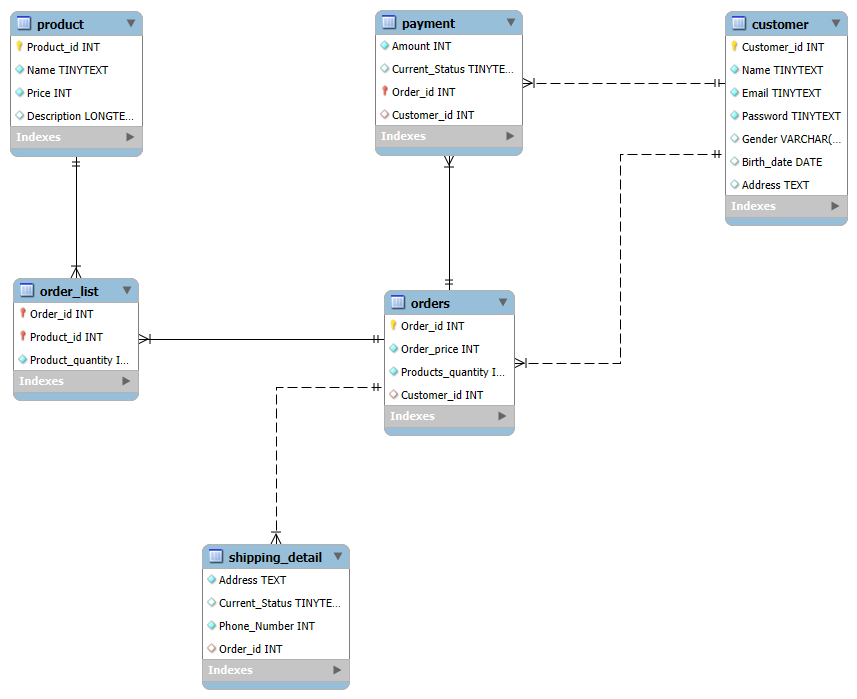 product
Product_id INT
Name TINYTEXT
Price INT
Description LONGTE...
Indexes
payment
Amount INT
Current_Status TINYTE...
Order_id INT
Customer_id INT
Indexes
customer
Customer_id INT
Name TINYTEXT
Email TINYTEXT
Password TINYTEXT
Gender VARCHAR(...
Birth_date DATE
Address TEXT
Indexes
order_list
Order_id INT
Product_id INT
Product_quantity I...
Indexes
orders
Order_id INT
Order_price INT
Products_quantity I...
Customer_id INT
Indexes
shipping_detail
Address TEXT
Current_Status TINYTE...
Phone_Number INT
Order_id INT
Indexes